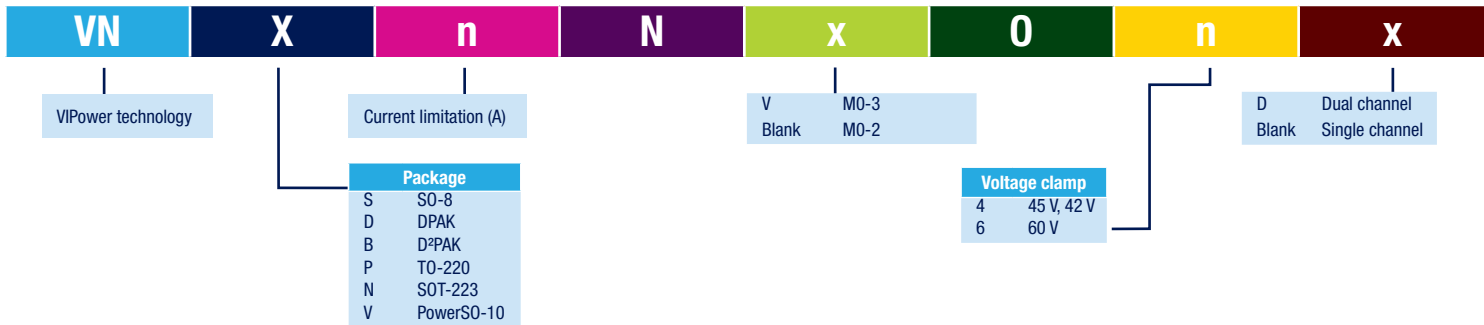 VN X n N x O n x
VIPower technology
Current limitation (A)
V M0-3
Blank M0-2
D Dual channel
Blank Single channel
Package
S SO-8
D DPAK
B D²PAK
P TO-220
N SOT-223
V PowerSO-10
Voltage clamp
4 45 V, 42 V
6 60 V